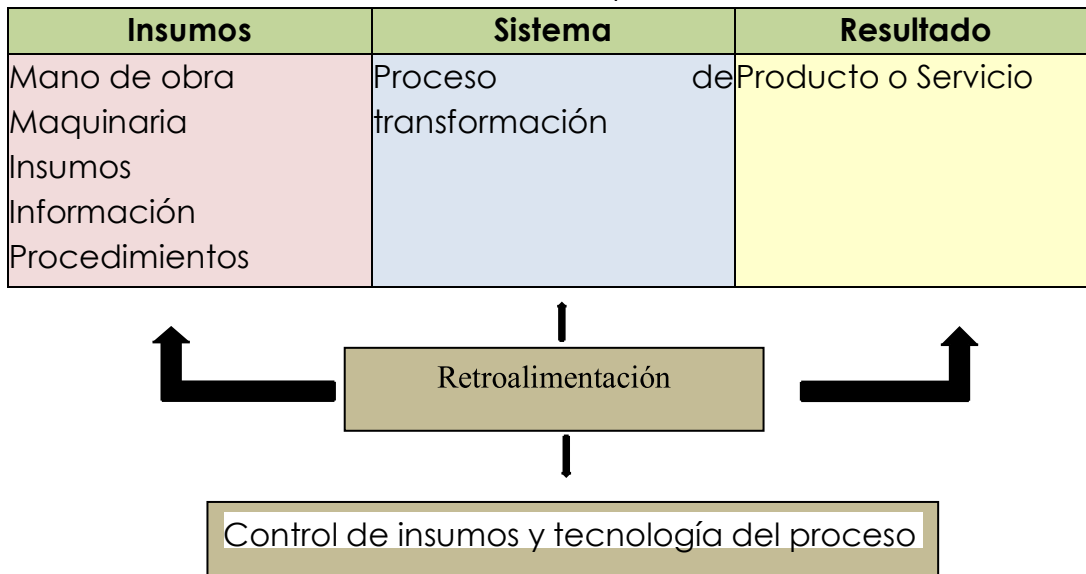 Insumos Sistema Resultado
Mano de obra
Maquinaria
Insumos
Información
Procedimientos
Proceso de
transformación
Producto o Servicio
Retroalimentación
Control de insumos y tecnología del proceso